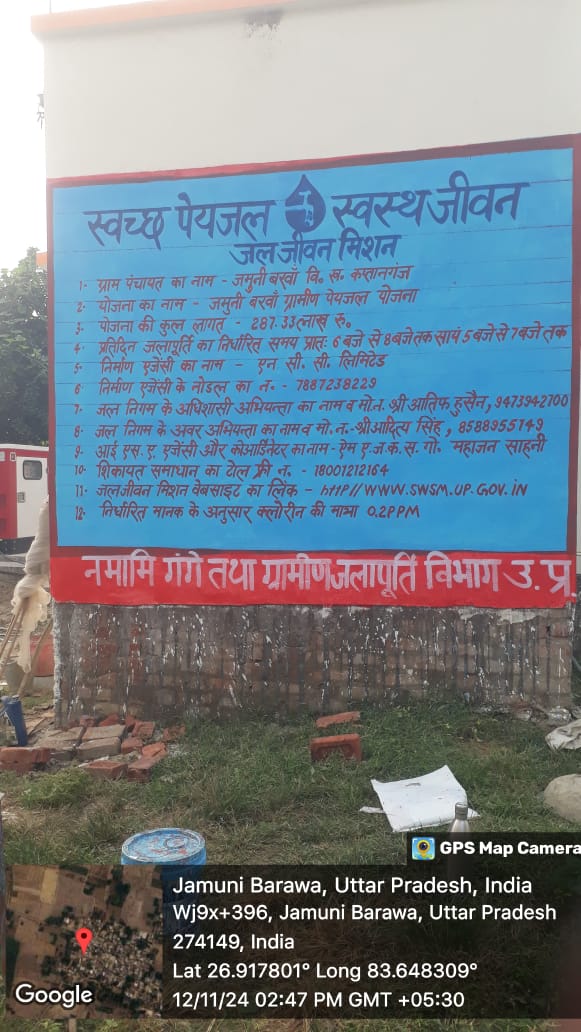 स्वच्छ पेयजल स्वस्थ जीवन
जल जीवन मिशन
1- ग्राम पंचायत का नाम - जमुनी बरवाँ वि. ख. कप्तानगंज
2- योजना का नाम - जमुनी बरवाँ ग्रामीण पेयजल योजना
3- योजना की कुल लागत - 287.33 लाख रु.
4- प्रतिदिन जलापूर्ति का निर्धारित समय प्रातः 6 बजे से 8 बजे तक सायं 5 बजे से 7 बजे तक
5- निर्माण एजेंसी का नाम - एन सी. सी. लिमिटेड
6- निर्माण एजेंसी के नोडल का न. - 7887238229
7- जल निगम के अधिशासी अभियन्ता का नाम व मो.न. श्री आतिफ हुसैन, 9473942700
8- जल निगम के अवर अभियन्ता का नाम व मो. न.-श्री आदित्य सिंह, 8588955749
9- आई एस. ए. एजेंसी और कोआर्डिनेटर का नाम - ऐम ए.ज.क.स.गो. महाजन साहनी
10- शिकायत समाधान का टोल फ्री न. - 18001212164
11- जल जीवन मिशन वेबसाइट का लिंक - http//WWW.SWSM.UP.GOV.IN
12- निर्धारित मानक के अनुसार क्लोरीन की मात्रा 0.2PPM
नमामि गंगे तथा ग्रामीण जलापूर्ति विभाग उ.प्र.
GPS Map Camera
Jamuni Barawa, Uttar Pradesh, India
Wj9x+396, Jamuni Barawa, Uttar Pradesh
274149, India
Lat 26.917801° Long 83.648309°
12/11/24 02:47 PM GMT +05:30
Google